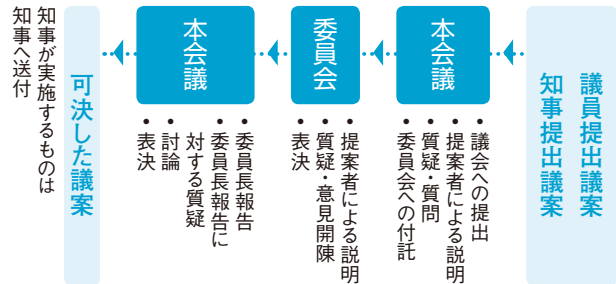 議員提出議案
知事提出議案
本会議
・議会への提出
・提案者による説明
・質疑・質問
・委員会への付託
委員会
・提案者による説明
・質疑・意見開陳
・表決
本会議
・委員長報告
・委員長報告に
対する質疑
・討論
・表決
可決した議案
知事が実施するものは
知事へ送付